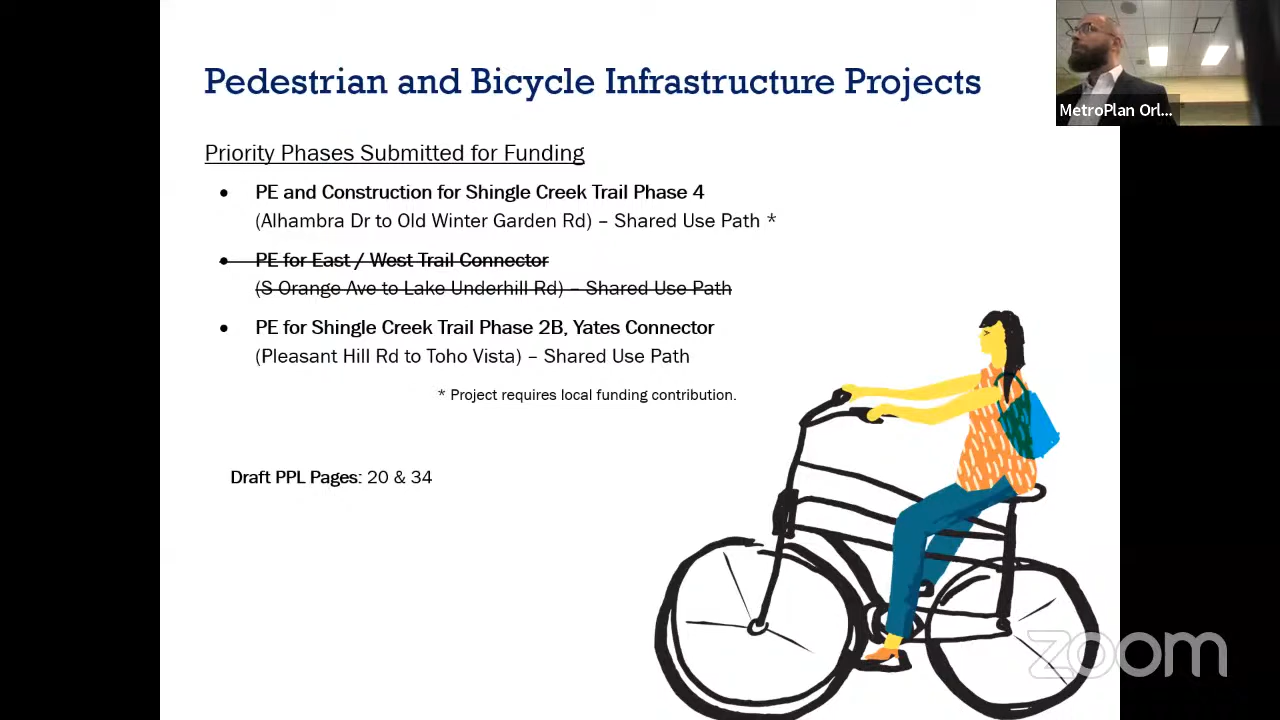 Pedestrian and Bicycle Infrastructure Projects
MetroPlan Orl...
Priority Phases Submitted for Funding
• PE and Construction for Shingle Creek Trail Phase 4
(Alhambra Dr to Old Winter Garden Rd) – Shared Use Path *
• PE for East / West Trail Connector
(S Orange Ave to Lake Underhill Rd) – Shared Use Path
• PE for Shingle Creek Trail Phase 2B, Yates Connector
(Pleasant Hill Rd to Toho Vista) – Shared Use Path
* Project requires local funding contribution.
Draft PPL Pages: 20 & 34
zoom